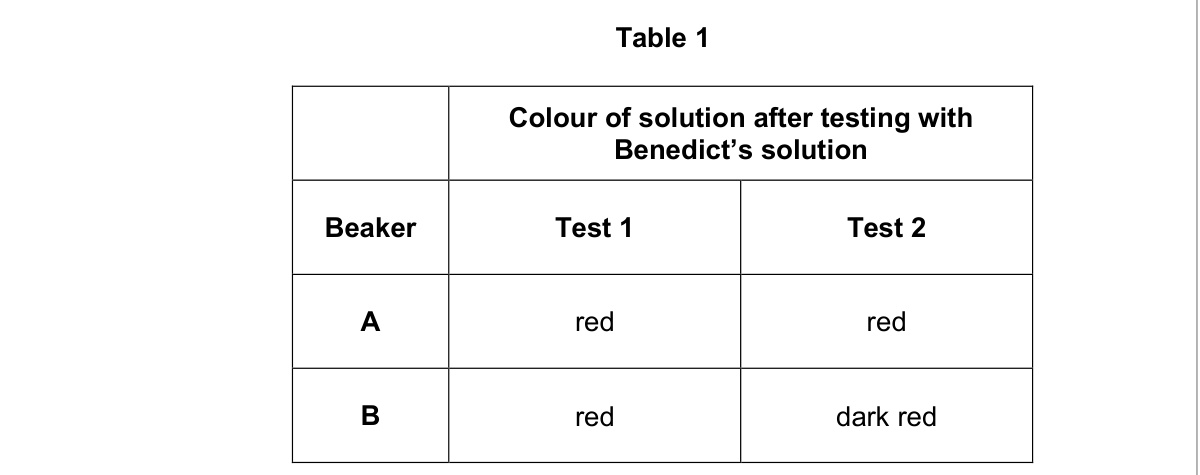 Table 1
Colour of solution after testing with
Benedict’s solution
Beaker Test 1 Test 2
A red red
B red dark red